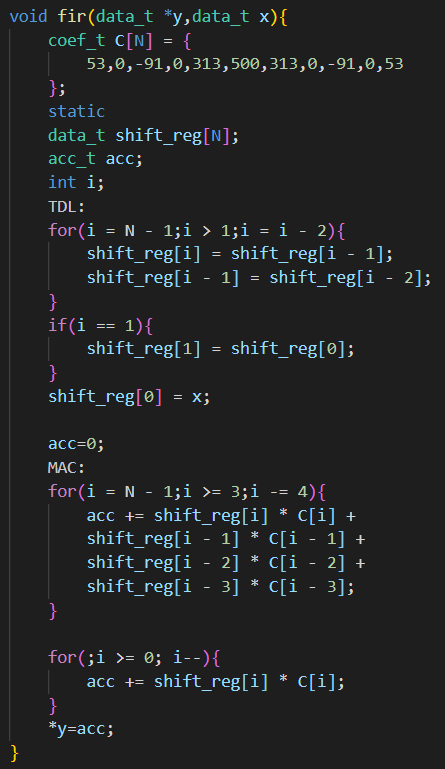 void fir(data_t *y,data_t x){
    coef_t C[N] = {
        53,0,-91,0,313,500,313,0,-91,0,53
    };
    static
    data_t shift_reg[N];
    acc_t acc;
    int i;
    TDL:
    for(i = N - 1;i > 1;i = i - 2){
        shift_reg[i] = shift_reg[i - 1];
        shift_reg[i - 1] = shift_reg[i - 2];
    }
    if(i == 1){
        shift_reg[1] = shift_reg[0];
    }
    shift_reg[0] = x;

    acc=0;
    MAC:
    for(i = N - 1;i >= 3;i -= 4){
        acc += shift_reg[i] * C[i] +
        shift_reg[i - 1] * C[i - 1] +
        shift_reg[i - 2] * C[i - 2] +
        shift_reg[i - 3] * C[i - 3];
    }

    for(;i >= 0; i--){
        acc += shift_reg[i] * C[i];
    }
    *y=acc;
}